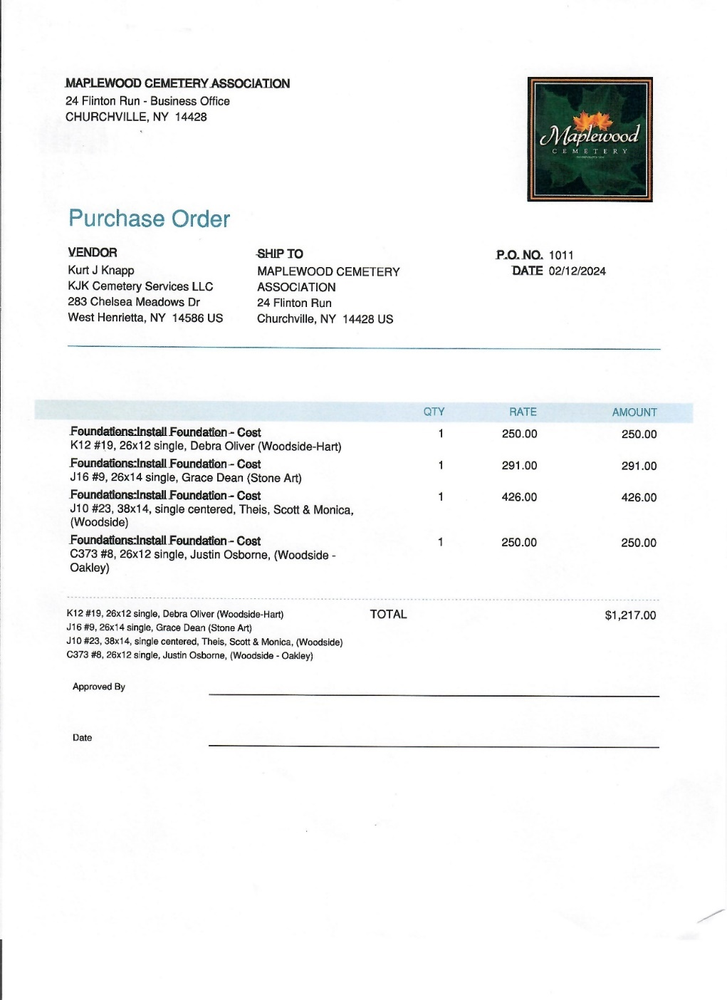 MAPLEWOOD CEMETERY ASSOCIATION
24 Flinton Run - Business Office
CHURCHVILLE, NY 14428
Maplewood
CEMETERY
Purchase Order
VENDOR
Kurt J Knapp
KJK Cemetery Services LLC
283 Chelsea Meadows Dr
West Henrietta, NY 14586 US
SHIP TO
MAPLEWOOD CEMETERY
ASSOCIATION
24 Flinton Run
Churchville, NY 14428 US
P.O. NO. 1011
DATE 02/12/2024
QTY RATE AMOUNT
Foundations:Install Foundation - Cost 1 250.00 250.00
K12 #19, 26x12 single, Debra Oliver (Woodside-Hart)
Foundations:Install Foundation - Cost 1 291.00 291.00
J16 #9, 26x14 single, Grace Dean (Stone Art)
Foundations:Install Foundation - Cost 1 426.00 426.00
J10 #23, 38x14, single centered, Theis, Scott & Monica,
(Woodside)
Foundations:Install Foundation - Cost 1 250.00 250.00
C373 #8, 26x12 single, Justin Osborne, (Woodside -
Oakley)
K12 #19, 26x12 single, Debra Oliver (Woodside-Hart)
J16 #9, 26x14 single, Grace Dean (Stone Art)
J10 #23, 38x14, single centered, Theis, Scott & Monica, (Woodside)
C373 #8, 26x12 single, Justin Osborne, (Woodside - Oakley)
TOTAL $1,217.00
Approved By
Date